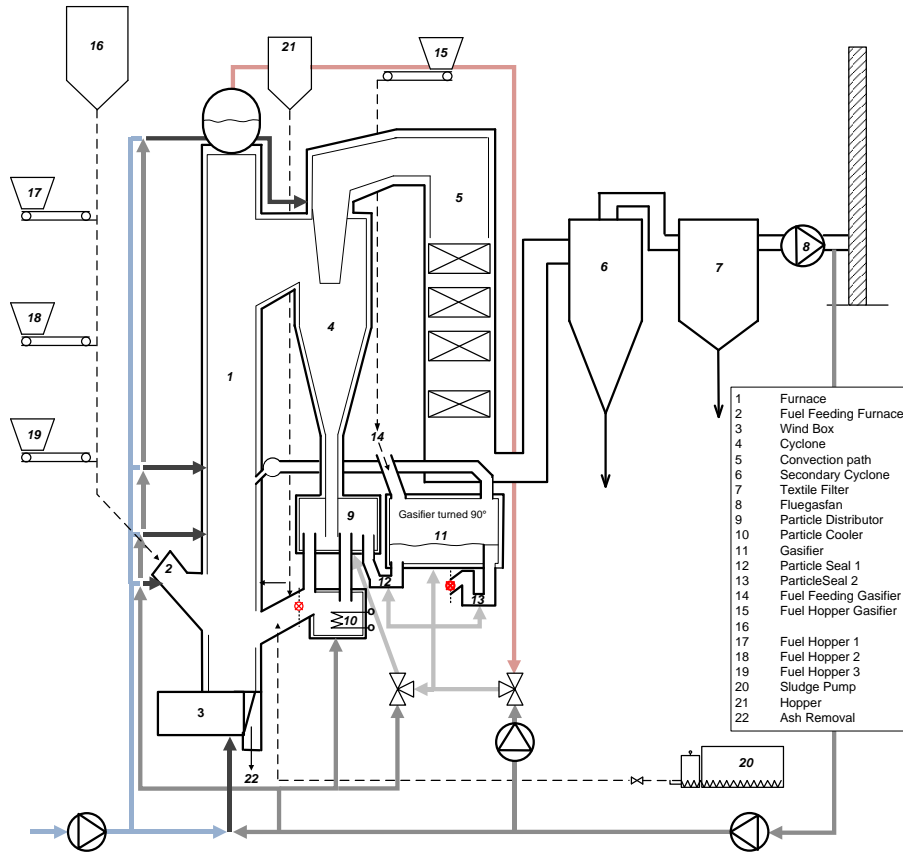 16
21
15
17
5
8
6
7
18
4
1
19
14
1 Furnace
2 Fuel Feeding Furnace
3 Wind Box
4 Cyclone
5 Convection path
6 Secondary Cyclone
7 Textile Filter
8 Fluegasfan
9 Particle Distributor
10 Particle Cooler
11 Gasifier
12 Particle Seal 1
13 ParticleSeal 2
14 Fuel Feeding Gasifier
15 Fuel Hopper Gasifier
16
17 Fuel Hopper 1
18 Fuel Hopper 2
19 Fuel Hopper 3
20 Sludge Pump
21 Hopper
22 Ash Removal
9
Gasifier turned 90°
11
2
12
13
10
3
20
22